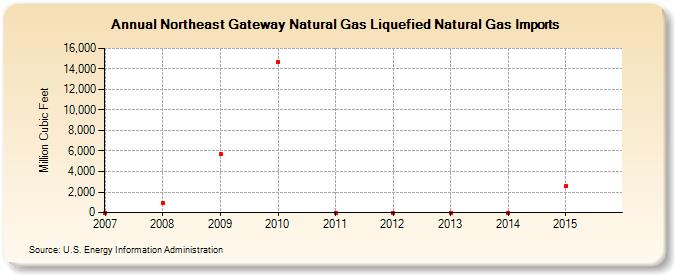 Annual Northeast Gateway Natural Gas Liquefied Natural Gas Imports
Million Cubic Feet
16,000
14,000
12,000
10,000
8,000
6,000
4,000
2,000
0
2007 2008 2009 2010 2011 2012 2013 2014 2015
Source: U.S. Energy Information Administration